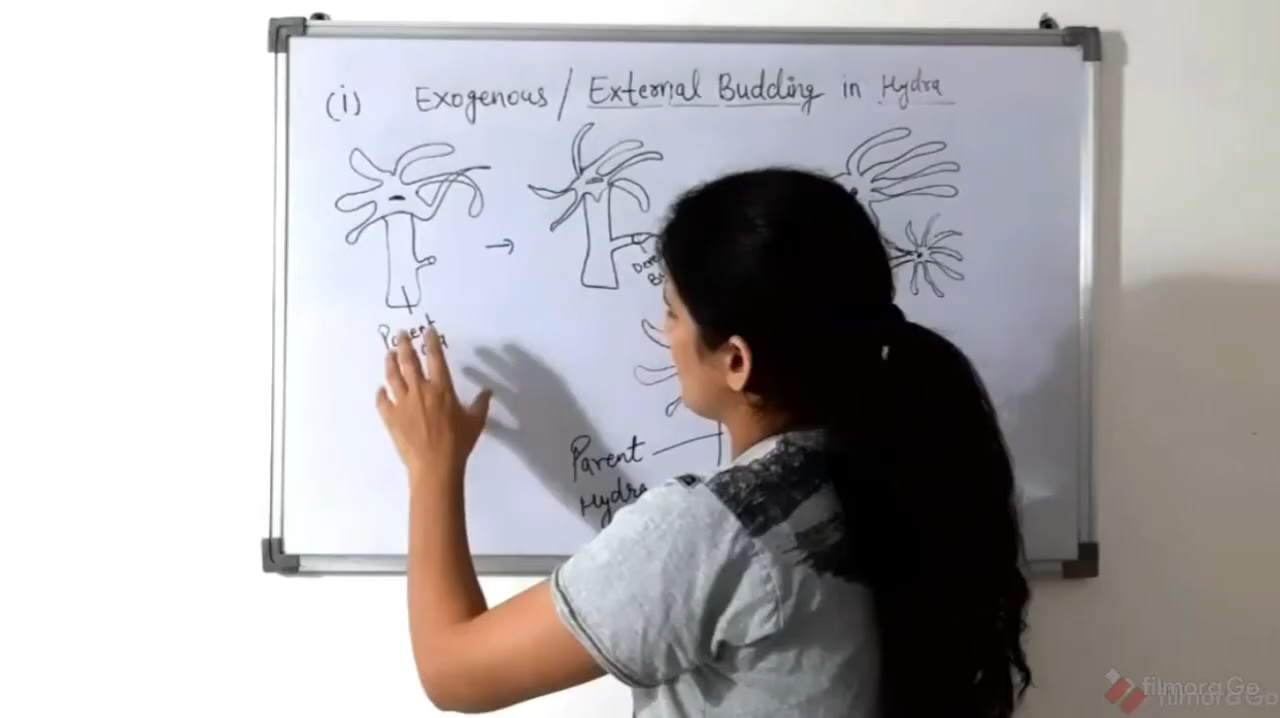 (i) Exogenous / External Budding in Hydra
Parent
Parent
Hydra
filmora Go